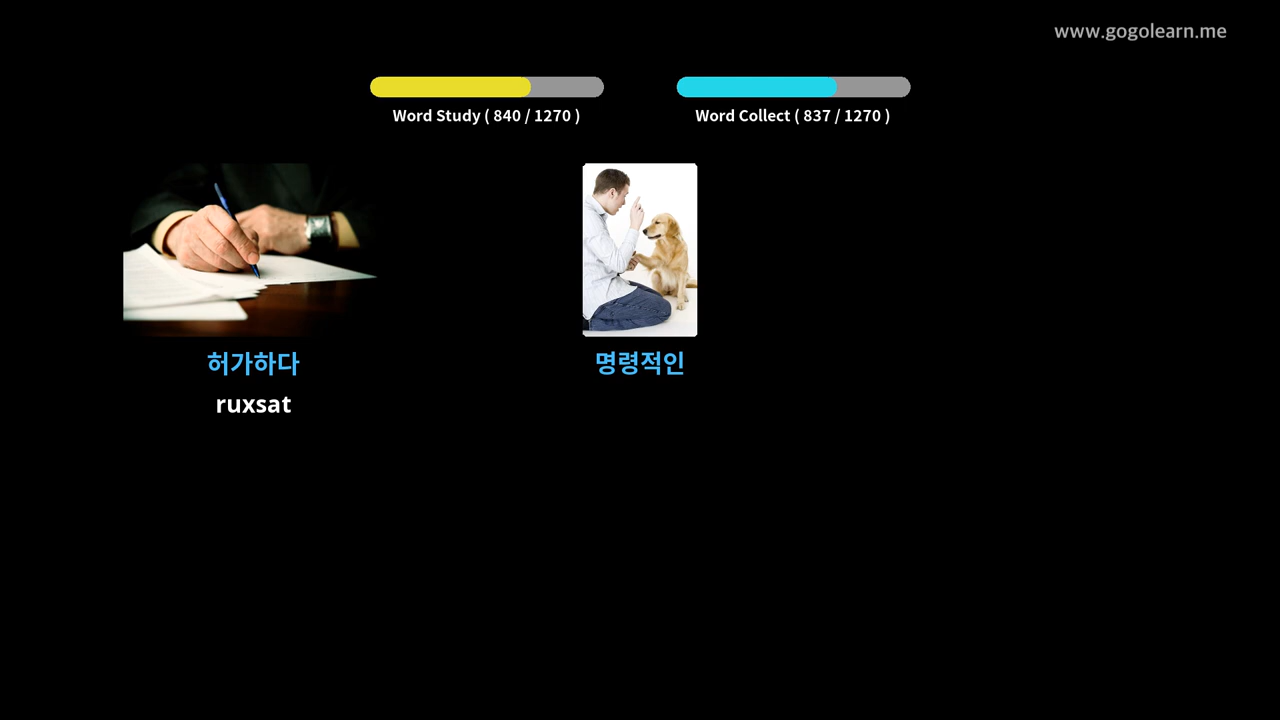 www.gogolearn.me
Word Study ( 840 / 1270 )
Word Collect ( 837 / 1270 )
허가하다
명령적인
ruxsat